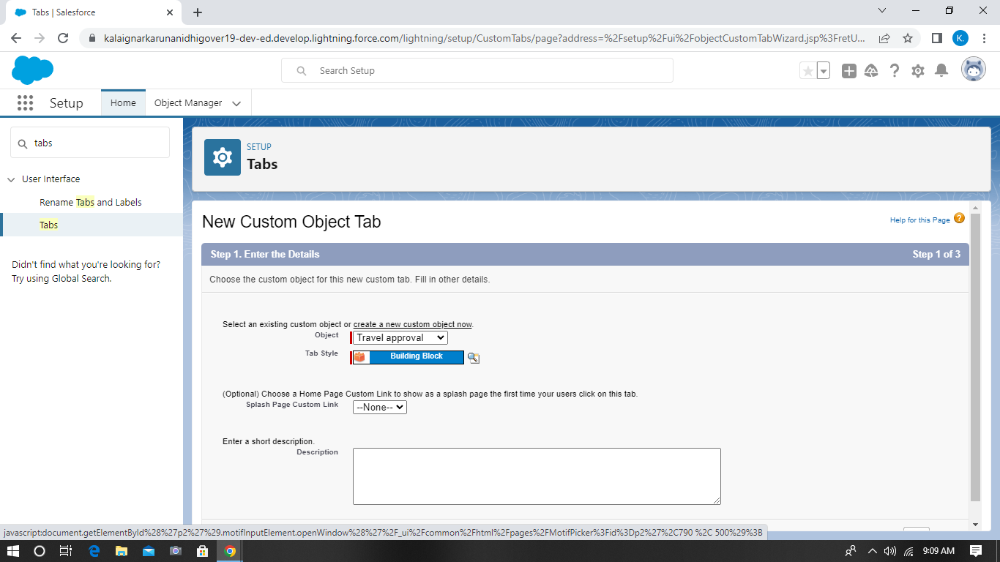 Tabs | Salesforce
kalaignarkarunanidhigover19-dev-ed.develop.lightning.force.com/lightning/setup/CustomTabs/page?address=%2Fsetup%2Fui%2FobjectCustomTabWizard.jsp%3FretU...
K.
Search Setup
Setup
Home
Object Manager
tabs
User Interface
Rename Tabs and Labels
Tabs
Didn't find what you're looking for?
Try using Global Search.
SETUP
Tabs
New Custom Object Tab
Help for this Page ?
Step 1. Enter the Details
Step 1 of 3
Choose the custom object for this new custom tab. Fill in other details.
Select an existing custom object or create a new custom object now.
Object
Travel approval
Tab Style
Building Block
(Optional) Choose a Home Page Custom Link to show as a splash page the first time your users click on this tab.
Splash Page Custom Link
--None--
Enter a short description.
Description
javascript:document.getElementById%28%27p2%27%29.motifInputElement.openWindow%28%27%2F_ui%2Fcommon%2Fhtml%2Fpages%2FMotifPicker%3Fid%3Dp2%27%2C790 %2C 500%29%3B
9:09 AM